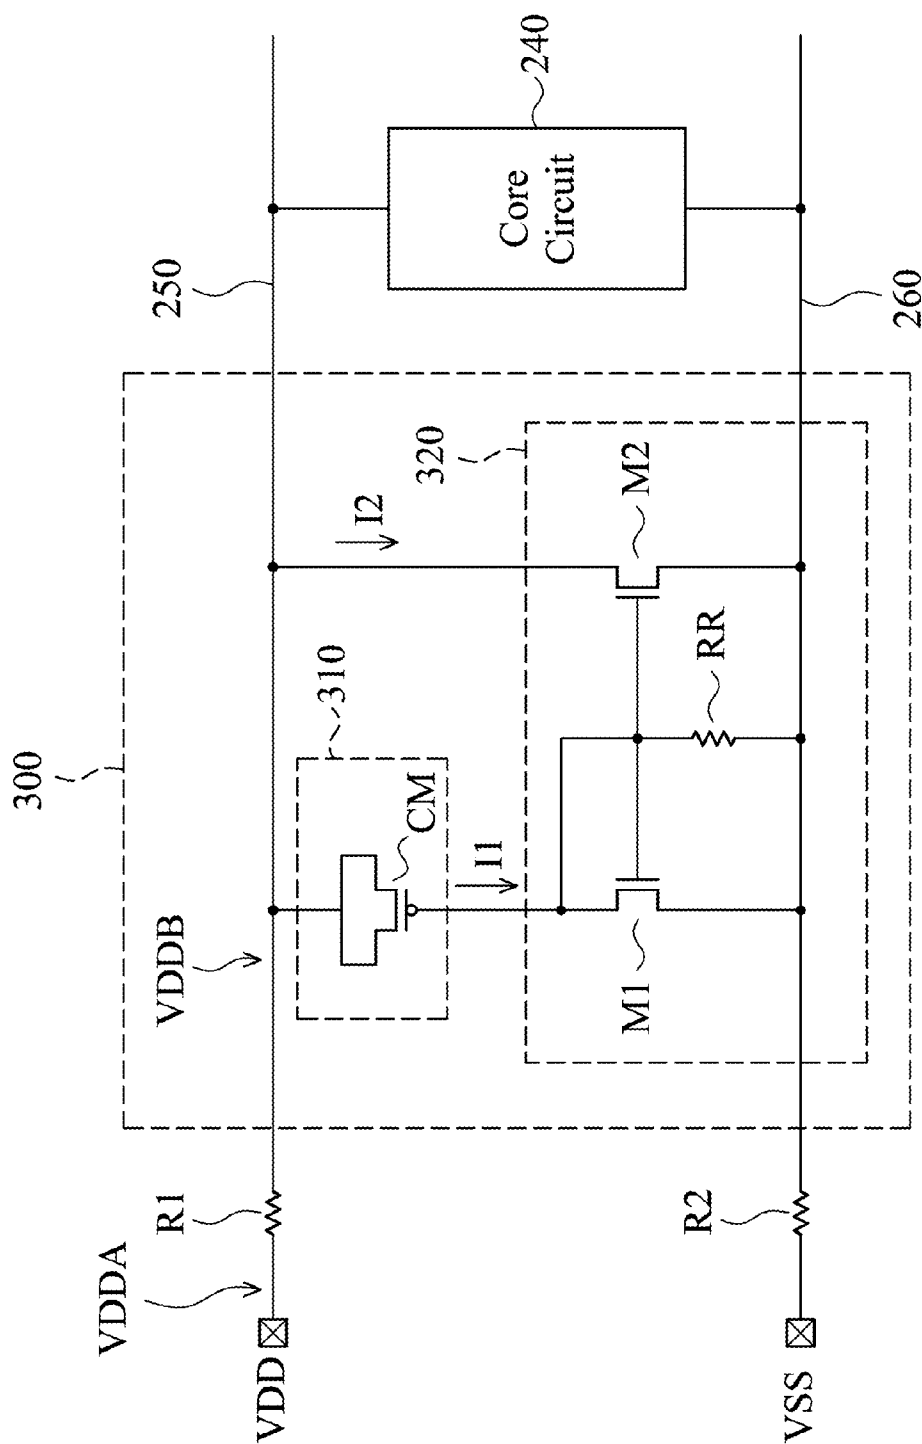 300
VDDA
VDDB
250
240
R1
310
I2
320
CM
I1
M2
RR
M1
Core
Circuit
VDD
R2
260
VSS